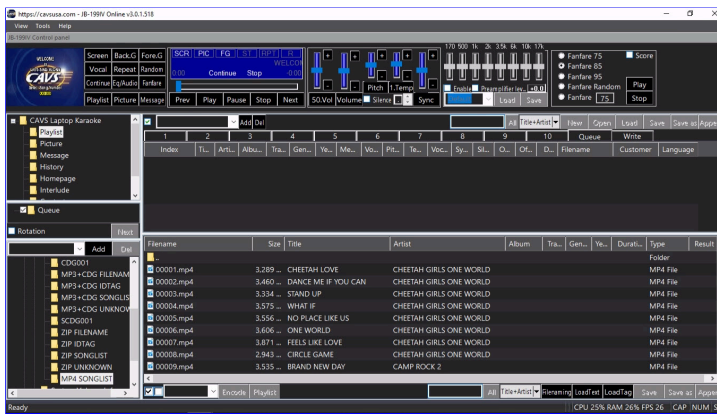 https://cavsusa.com - JB-199IV Online v3.0.1.518
View Tools Help
JB-199IV Control panel
WELCOME
CAVS
Screen Back.G Fore.G
Vocal Repeat Random
Continue Eq/Audio Fanfare
Playlist Picture Message
SCR PIC FG ST RPT R
WELCOM
0:00 Continue Stop -0:00
Prev Play Pause Stop Next
Pitch 1.Temp
S0.Vol Volume Silence Sync
170 500 1k 2k 3.5k 6k 10k 17k
Enable Preamplifier lev.. +0.0
Load Save
Fanfare 75
Fanfare 85
Fanfare 95
Fanfare Random
Fanfare 75
Score
Play
Stop
CAVS Laptop Karaoke
Playlist
Picture
Message
History
Homepage
Interlude
Queue
Rotation Next
Add Del
CDG001
MP3+CDG FILENAM
MP3+CDG IDTAG
MP3+CDG SONGLIS
MP3+CDG UNKNOV
SCDG001
ZIP FILENAME
ZIP IDTAG
ZIP SONGLIST
ZIP UNKNOWN
MP4 SONGLIST
Add Del All Title+Artist New Open Load Save Save as Appe
1 2 3 4 5 6 7 8 9 10 Queue Write
Index Ti... Arti... Albu... Tra... Gen... Ye... Me... Vo... Pit... Te... Voc... Sy... Sl... O... Of... D... Filename Customer Language
Filename Size Title Artist Album Tra... Gen... Ye... Durati... Type Result
.. Folder
00001.mp4 3.289 ... CHEETAH LOVE CHEETAH GIRLS ONE WORLD MP4 File
00002.mp4 3.460 ... DANCE ME IF YOU CAN CHEETAH GIRLS ONE WORLD MP4 File
00003.mp4 3.334 ... STAND UP CHEETAH GIRLS ONE WORLD MP4 File
00004.mp4 3.575 ... WHAT IF CHEETAH GIRLS ONE WORLD MP4 File
00005.mp4 3.556 ... NO PLACE LIKE US CHEETAH GIRLS ONE WORLD MP4 File
00006.mp4 3.606 ... ONE WORLD CHEETAH GIRLS ONE WORLD MP4 File
00007.mp4 3.871 ... FEELS LIKE LOVE CHEETAH GIRLS ONE WORLD MP4 File
00008.mp4 2.943 ... CIRCLE GAME CHEETAH GIRLS ONE WORLD MP4 File
00009.mp4 3.535 ... BRAND NEW DAY CAMP ROCK 2 MP4 File
Encode Playlist All Title+Artist Filenaming LoadText LoadTag Save Save as Appe
Ready CPU 25% RAM 26% FPS 26 CAP NUM S